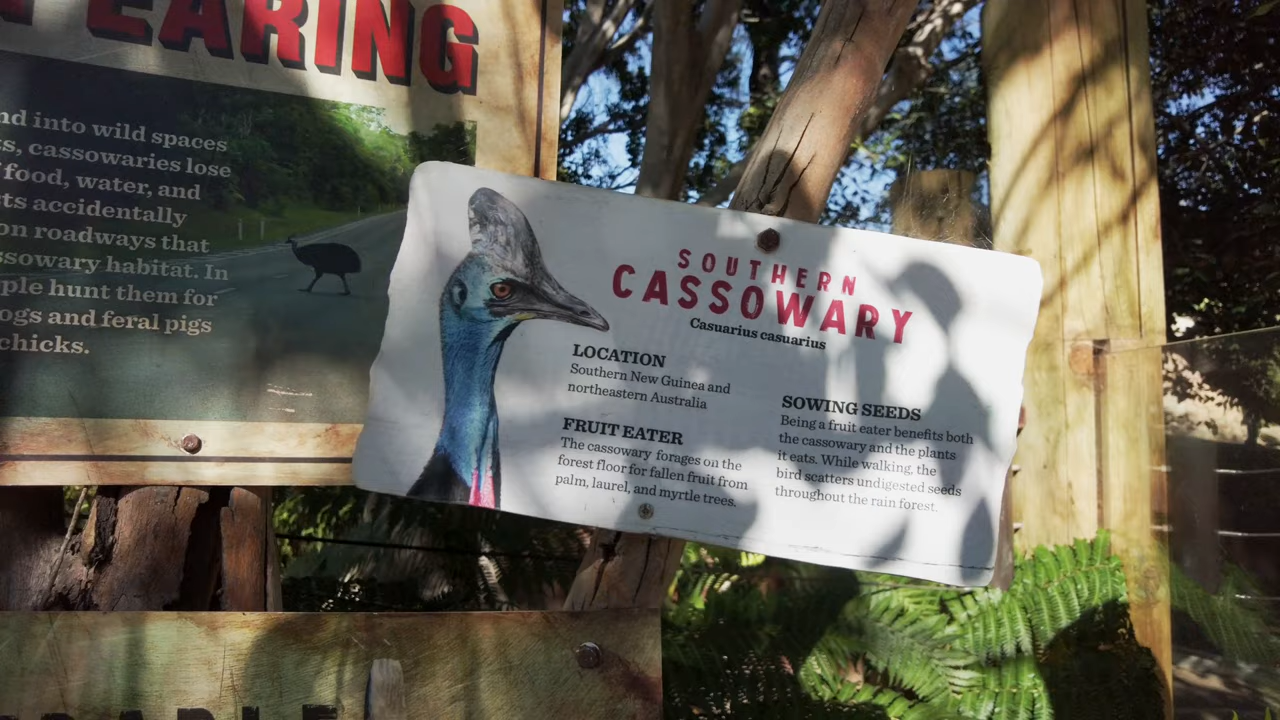 EARING
nd into wild spaces
s, cassowaries lose
food, water, and
ts accidentally
on roadways that
ssowary habitat. In
ple hunt them for
ogs and feral pigs
chicks.
SOUTHERN
CASSOWARY
Casuarius casuarius
LOCATION
Southern New Guinea and
northeastern Australia
FRUIT EATER
The cassowary forages on the
forest floor for fallen fruit from
palm, laurel, and myrtle trees.
SOWING SEEDS
Being a fruit eater benefits both
the cassowary and the plants
it eats. While walking, the
bird scatters undigested seeds
throughout the rain forest.